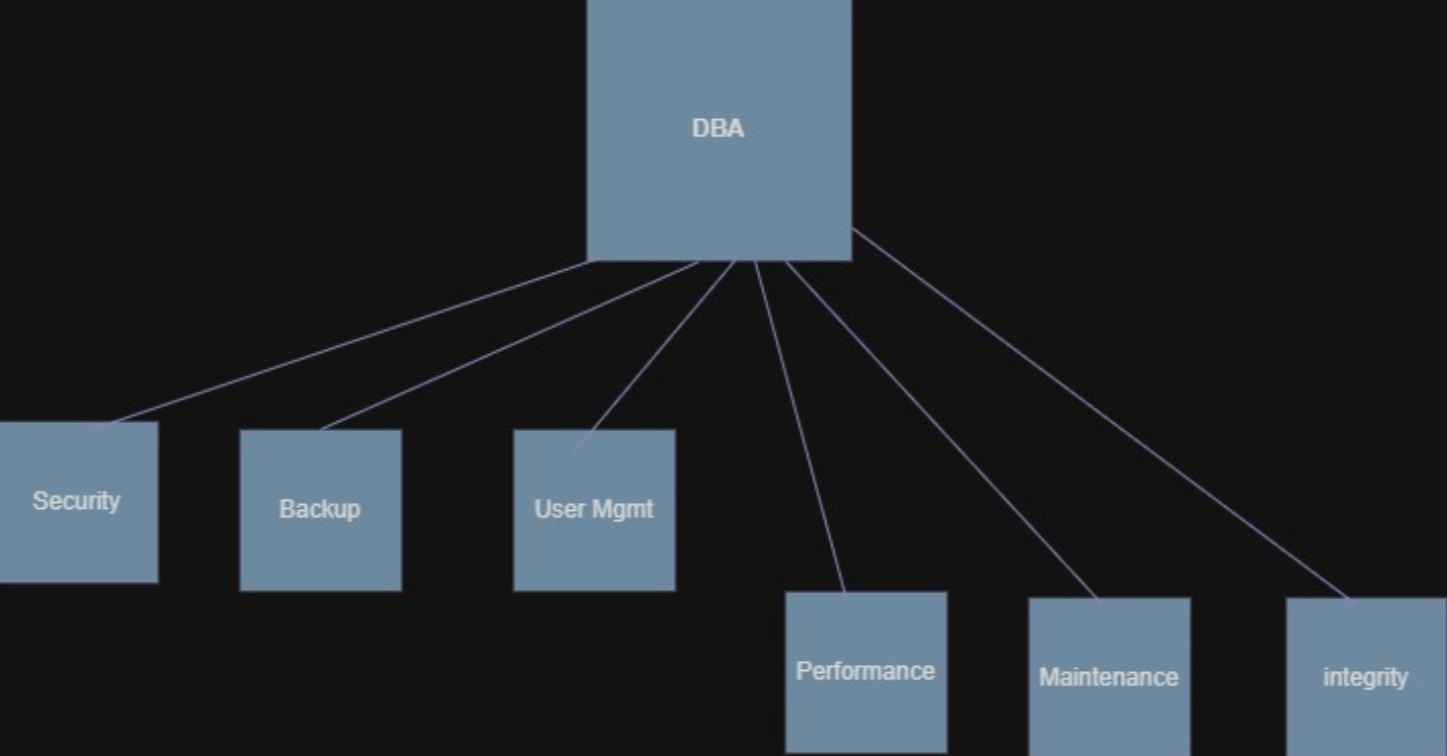 DBA
Security
Backup
User Mgmt
Performance
Maintenance
integrity